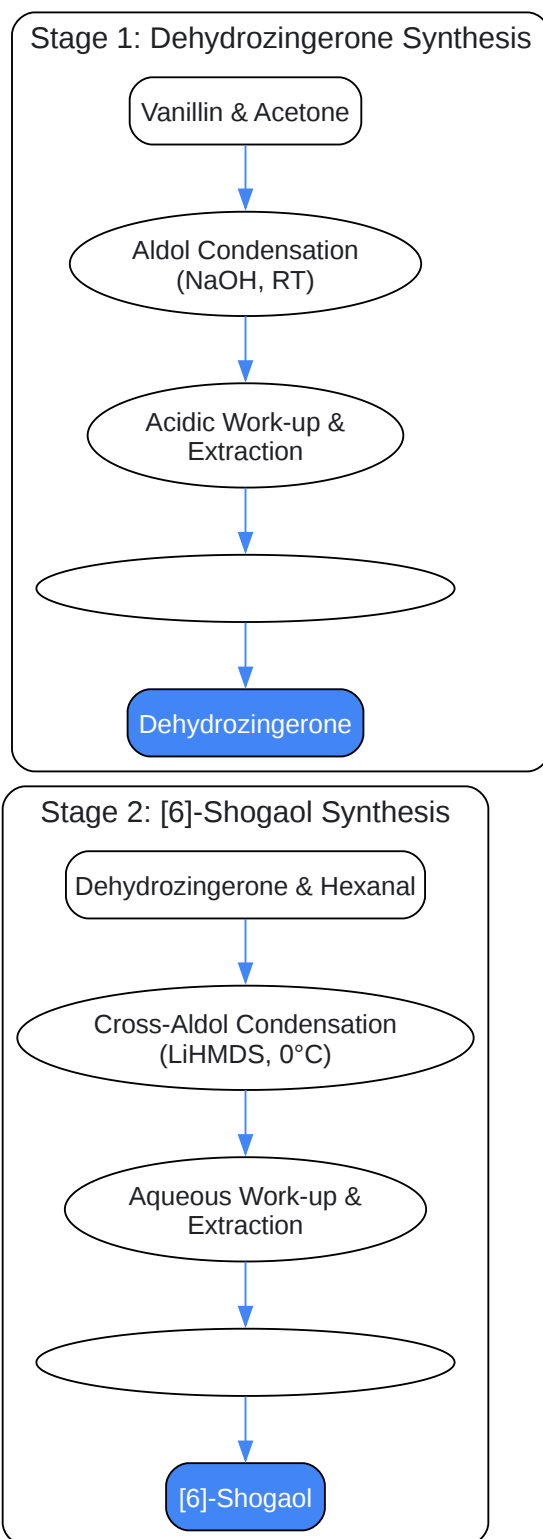 Stage 1: Dehydrozingerone Synthesis
Vanillin & Acetone
Aldol Condensation
(NaOH, RT)
Acidic Work-up &
Extraction
Dehydrozingerone
Stage 2: [6]-Shogaol Synthesis
Dehydrozingerone & Hexanal
Cross-Aldol Condensation
(LiHMDS, 0°C)
Aqueous Work-up &
Extraction
[6]-Shogaol